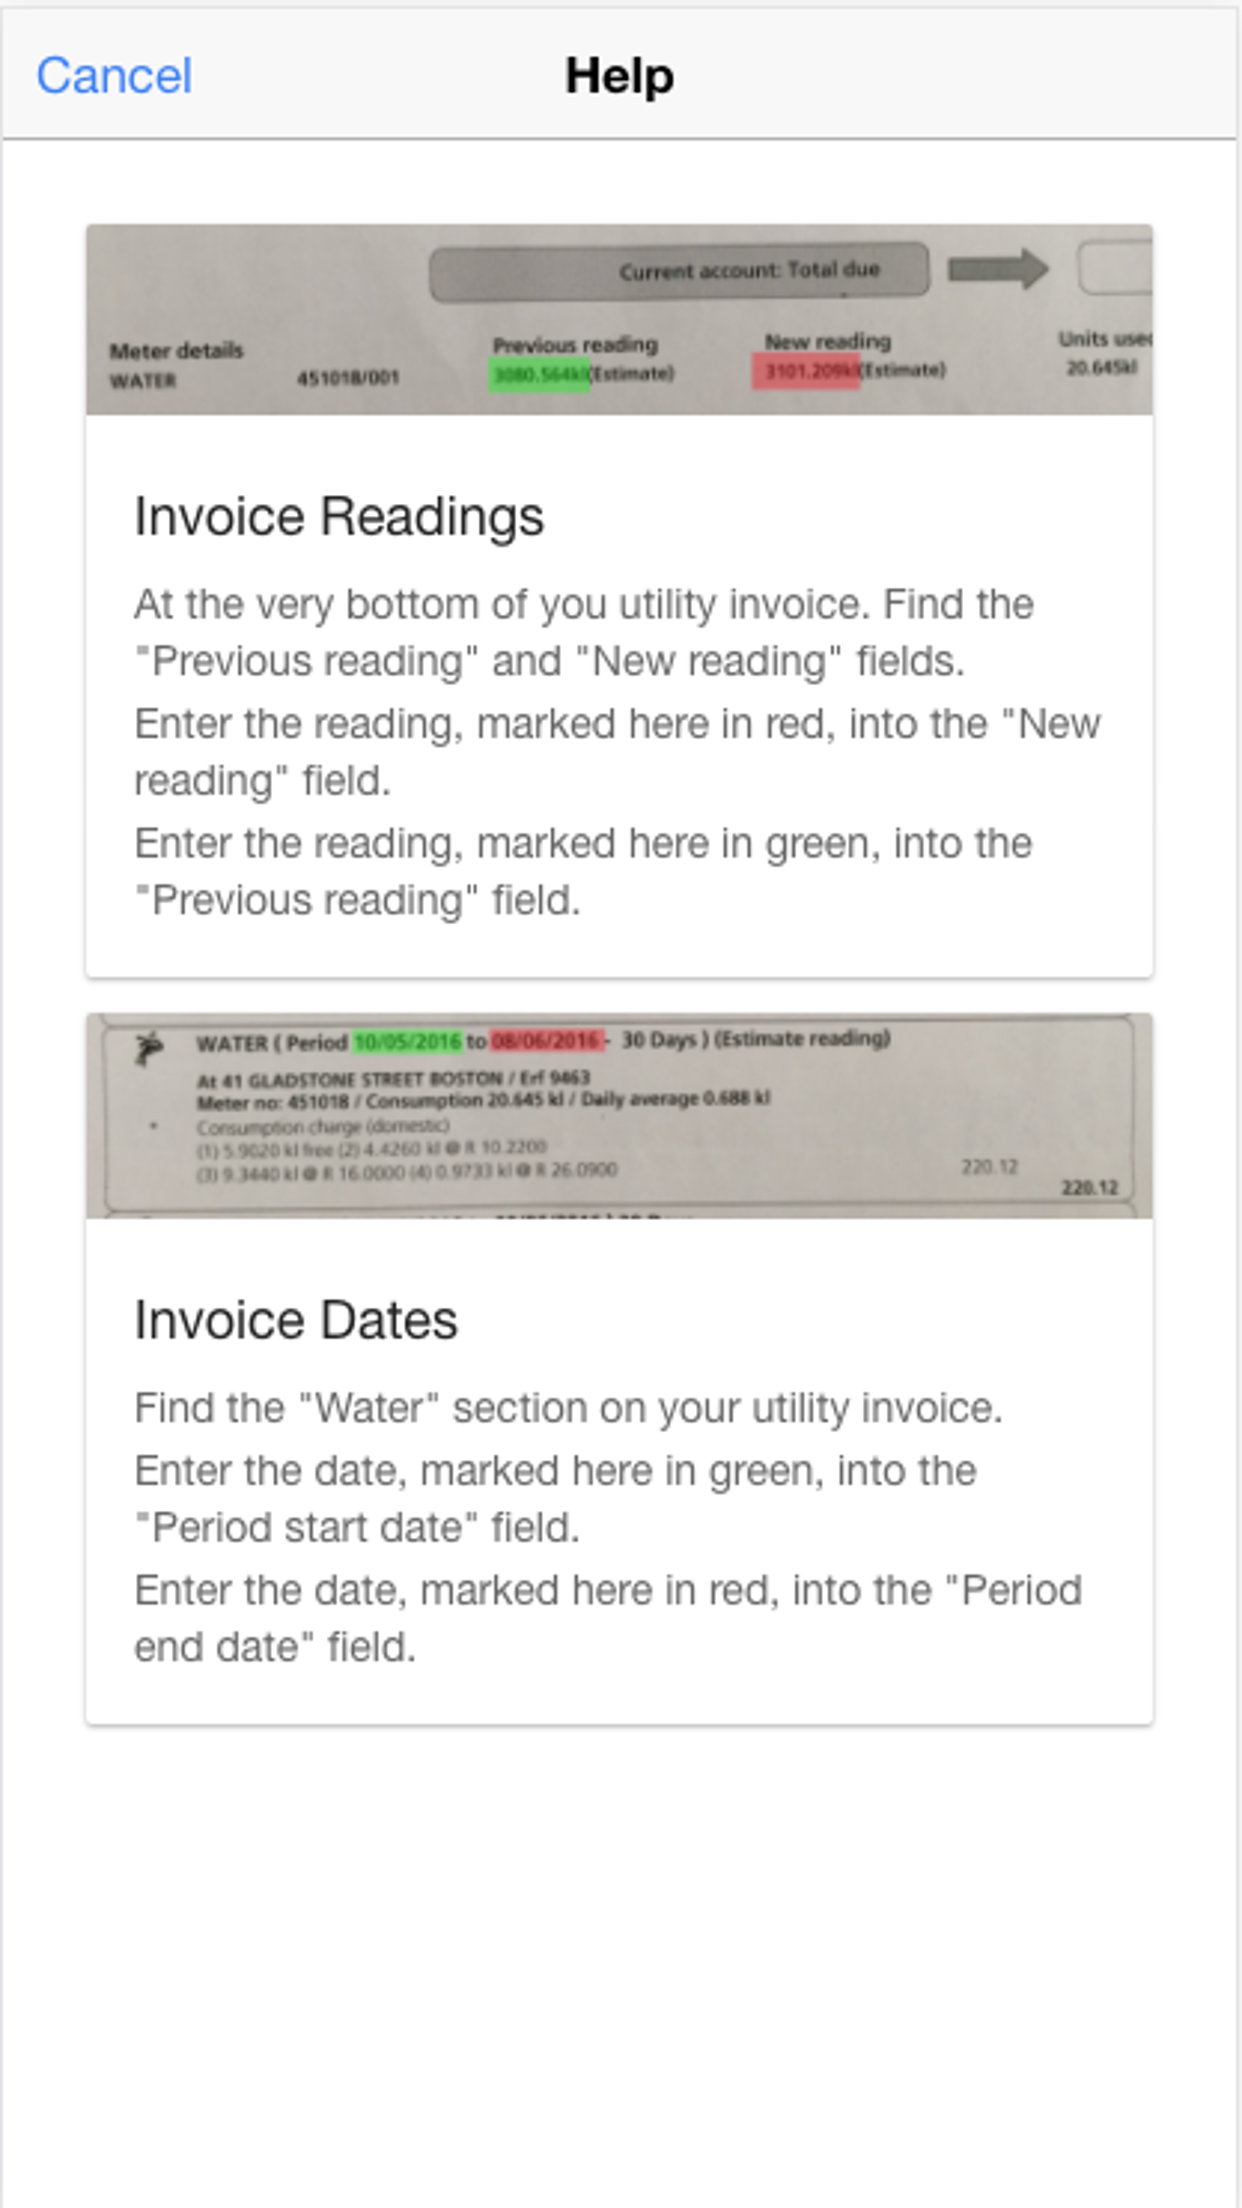 Cancel
Help
Current account: Total due
Meter details
Previous reading
New reading
Units used
WATER
451018/001
3080.564kl(Estimate)
3101.209kl(Estimate)
20.645kl
Invoice Readings
At the very bottom of you utility invoice. Find the
"Previous reading" and "New reading" fields.
Enter the reading, marked here in red, into the "New
reading" field.
Enter the reading, marked here in green, into the
"Previous reading" field.
WATER ( Period 10/05/2016 to 08/06/2016 - 30 Days ) (Estimate reading)
At 41 GLADSTONE STREET BOSTON / Erf 9463
Meter no: 451018 / Consumption 20.645 kl / Daily average 0.688 kl
Consumption charge (domestic)
(1) 5.9020 kl free (2) 4.4260 kl @ R 10.2200
(3) 9.3440 kl @ R 16.0000 (4) 0.9733 kl @ R 26.0900
220.12
220.12
Invoice Dates
Find the "Water" section on your utility invoice.
Enter the date, marked here in green, into the
"Period start date" field.
Enter the date, marked here in red, into the "Period
end date" field.